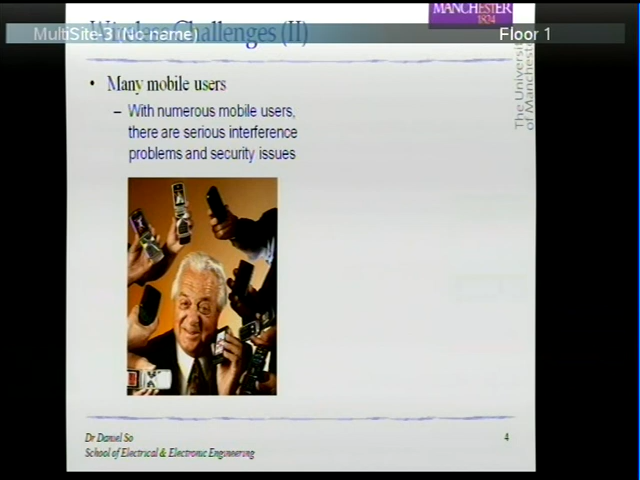 MANCHESTER
1824
MultiSite-3 (No name)
Floor 1
Wireless Challenges (II)
The University
of Manchester
• Many mobile users
– With numerous mobile users,
there are serious interference
problems and security issues
Dr Daniel So
4
School of Electrical & Electronic Engineering